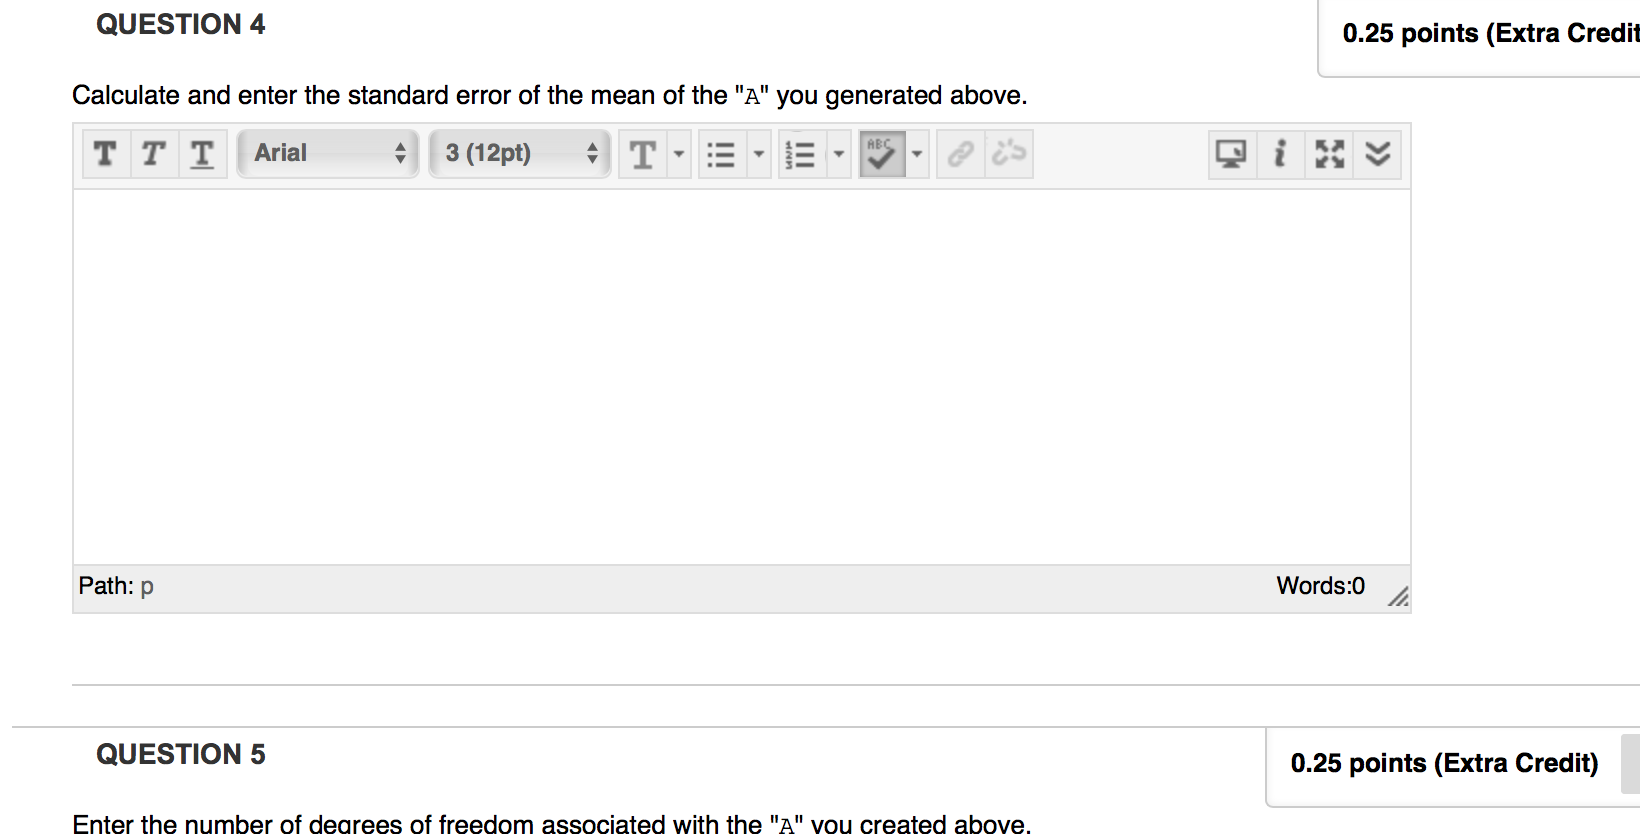 QUESTION 4
0.25 points (Extra Credit
Calculate and enter the standard error of the mean of the "A" you generated above.
T T T Arial 3 (12pt) T ABC
Path: p
Words:0
QUESTION 5
0.25 points (Extra Credit)
Enter the number of degrees of freedom associated with the "A" you created above.